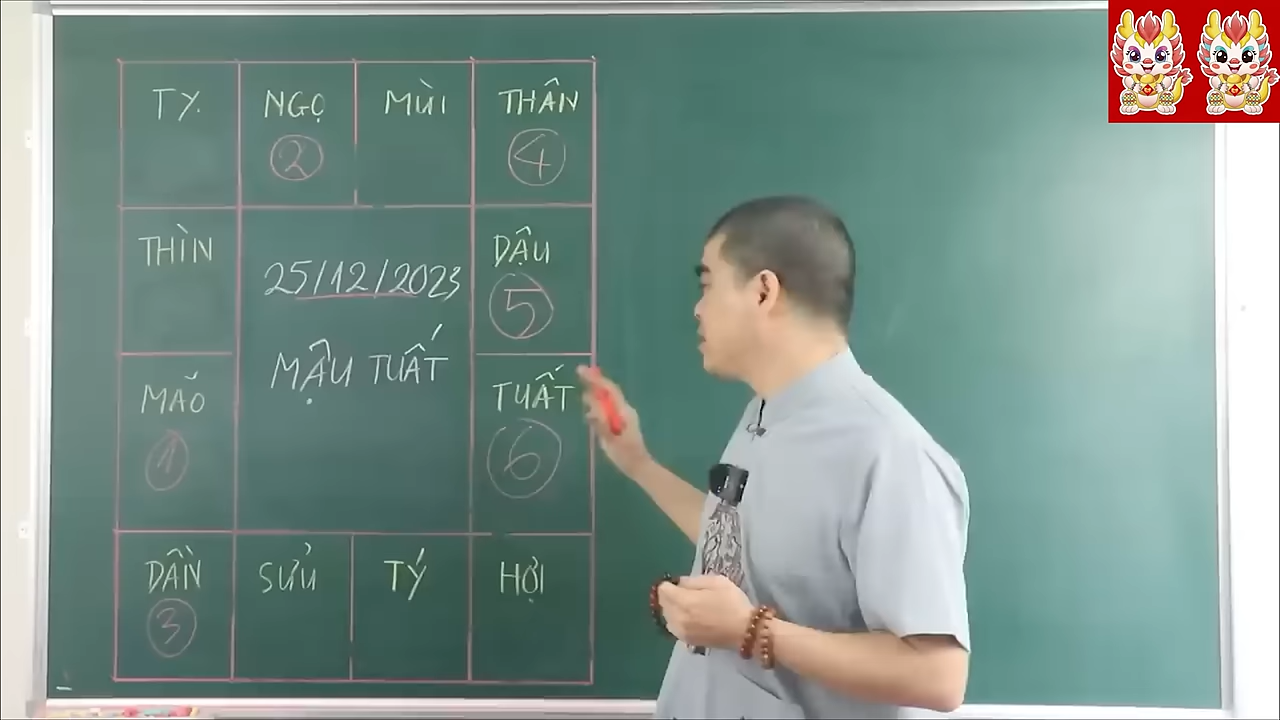 TỴ.
NGỌ
MÙI
THÂN
2
4
THÌN
25/12/2023
DẬU
5
MẬU TUẤT
MÃO
TUẤT
1
6
DẦN
SỬU
TÝ
HỢI
3